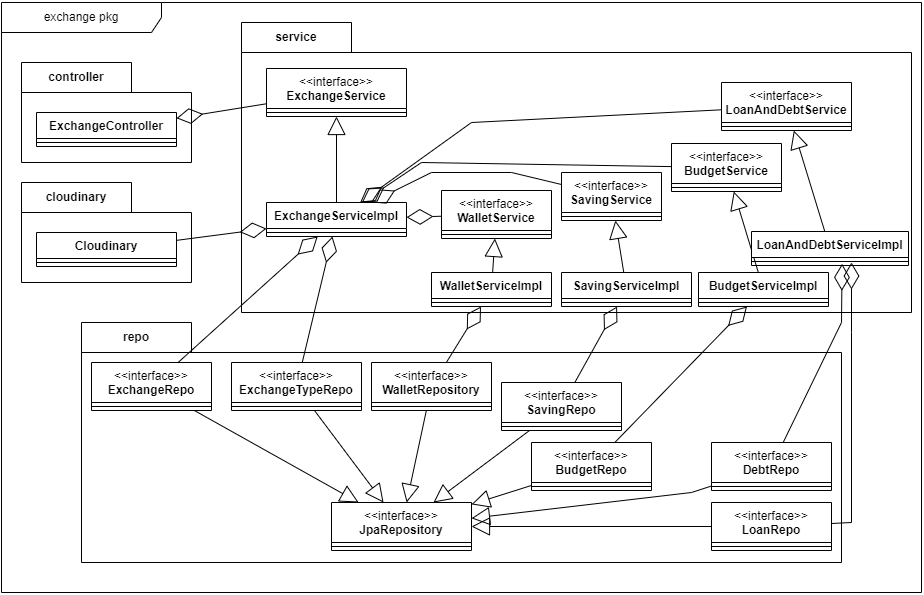 exchange pkg
service
controller
<<interface>>
ExchangeService
<<interface>>
LoanAndDebtService
ExchangeController
<<interface>>
BudgetService
cloudinary
<<interface>>
SavingService
<<interface>>
WalletService
ExchangeServiceImpl
Cloudinary
LoanAndDebtServiceImpl
WalletServiceImpl
SavingServiceImpl
BudgetServiceImpl
repo
<<interface>>
ExchangeRepo
<<interface>>
ExchangeTypeRepo
<<interface>>
WalletRepository
<<interface>>
SavingRepo
<<interface>>
BudgetRepo
<<interface>>
DebtRepo
<<interface>>
JpaRepository
<<interface>>
LoanRepo